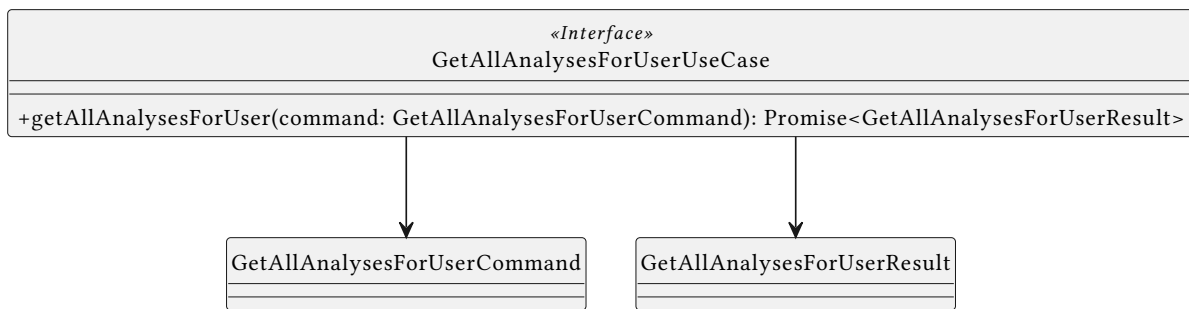 «Interface»
GetAllAnalysesForUserUseCase
+getAllAnalysesForUser(command: GetAllAnalysesForUserCommand): Promise<GetAllAnalysesForUserResult>
GetAllAnalysesForUserCommand
GetAllAnalysesForUserResult